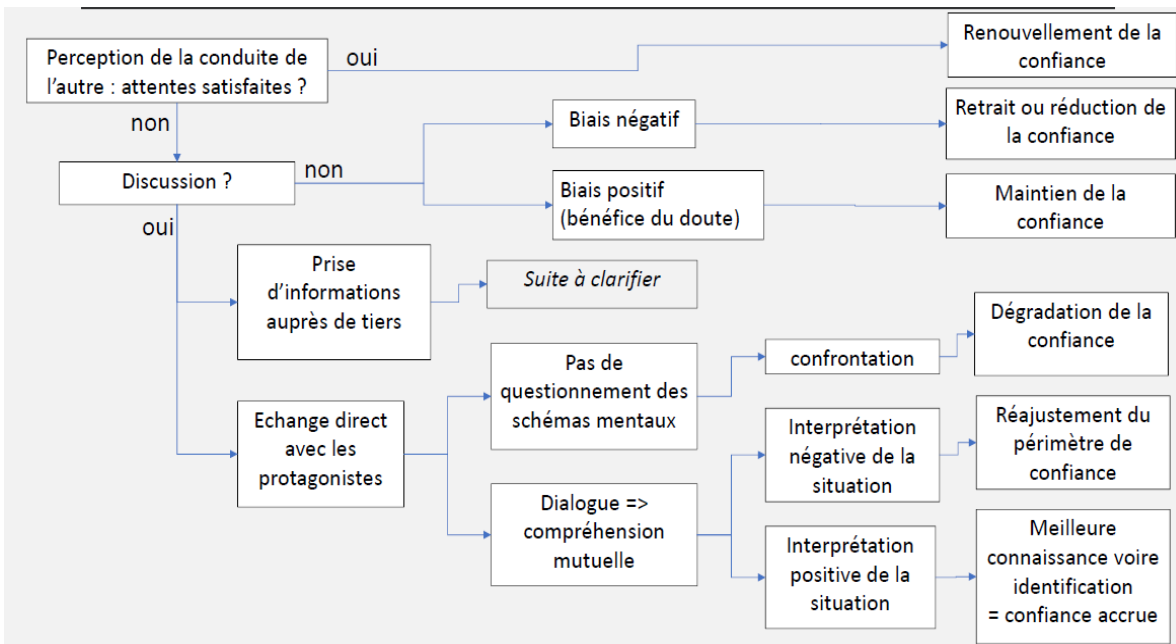 Perception de la conduite de
l'autre : attentes satisfaites ?
oui
Renouvellement de la
confiance
non
Biais négatif
Retrait ou réduction de
la confiance
Discussion ?
non
Biais positif
(bénéfice du doute)
Maintien de la
confiance
oui
Prise
d'informations
auprès de tiers
Suite à clarifier
Pas de
questionnement des
schémas mentaux
confrontation
Dégradation de la
confiance
Echange direct
avec les
protagonistes
Interprétation
négative de la
situation
Réajustement du
périmètre de
confiance
Dialogue =>
compréhension
mutuelle
Interprétation
positive de la
situation
Meilleure
connaissance voire
identification
= confiance accrue